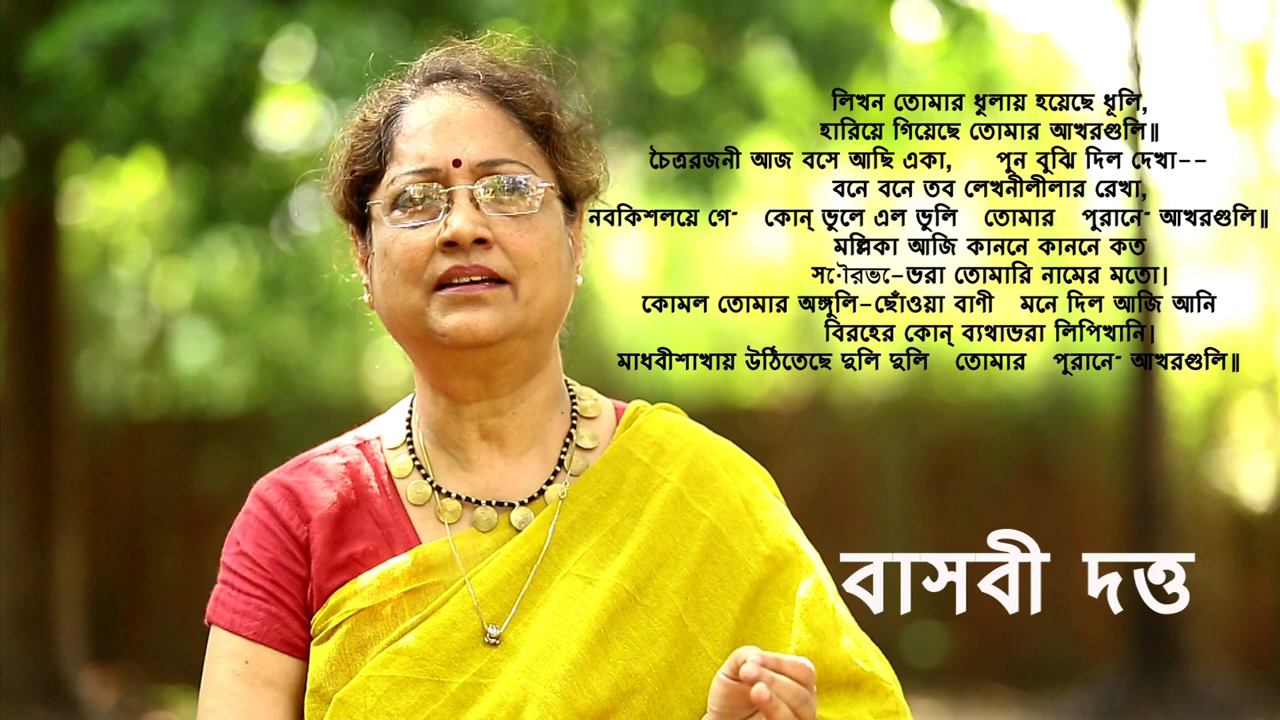 লিখন তোমার ধুলায় হয়েছে ধূলি,
হারিয়ে গিয়েছে তোমার আখরগুলি॥
চৈত্ররজনী আজ বসে আছি একা, পুন বুঝি দিল দেখা--
বনে বনে তব লেখনীলীলার রেখা,
নবকিশলয়ে গো কোন্ ভুলে এল ভুলি তোমার পুরানো আখরগুলি॥
মল্লিকা আজি কাননে কাননে কত
সৌরভে-ভরা তোমারি নামের মতো।
কোমল তোমার অঙ্গুলি-ছোঁওয়া বাণী মনে দিল আজি আনি
বিরহের কোন্ ব্যথাভরা লিপিখানি।
মাধবীশাখায় উঠিতেছে দুলি দুলি তোমার পুরানো আখরগুলি॥
বাসবী দত্ত